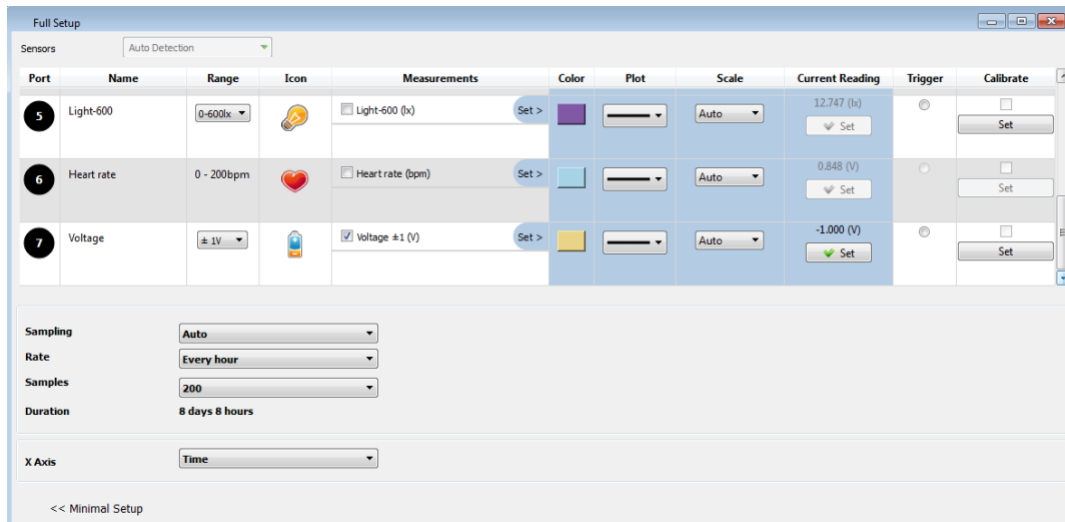 Full Setup
Sensors Auto Detection
Port Name Range Icon Measurements Color Plot Scale Current Reading Trigger Calibrate
5 Light-600 0-600lx Light-600 (lx) Set > Auto 12.747 (lx) Set Set
6 Heart rate 0 - 200bpm Heart rate (bpm) Set > Auto 0.848 (V) Set Set
7 Voltage ± 1V Voltage ±1 (V) Set > Auto -1.000 (V) Set Set
Sampling Auto
Rate Every hour
Samples 200
Duration 8 days 8 hours
X Axis Time
<< Minimal Setup